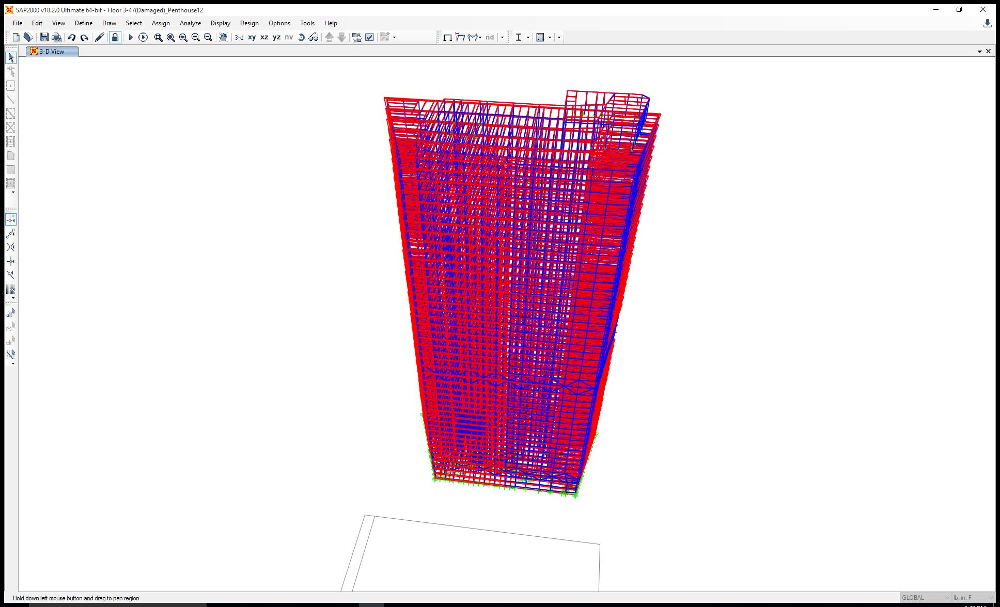 SAP2000 v18.2.0 Ultimate 64-bit - Floor 3-47(Damaged)_Penthouse12
File Edit View Define Draw Select Assign Analyze Display Design Options Tools Help
3-d xy xz yz nv nd
3-D View
all
ps
clr
Hold down left mouse button and drag to pan region
GLOBAL
lb, in, F